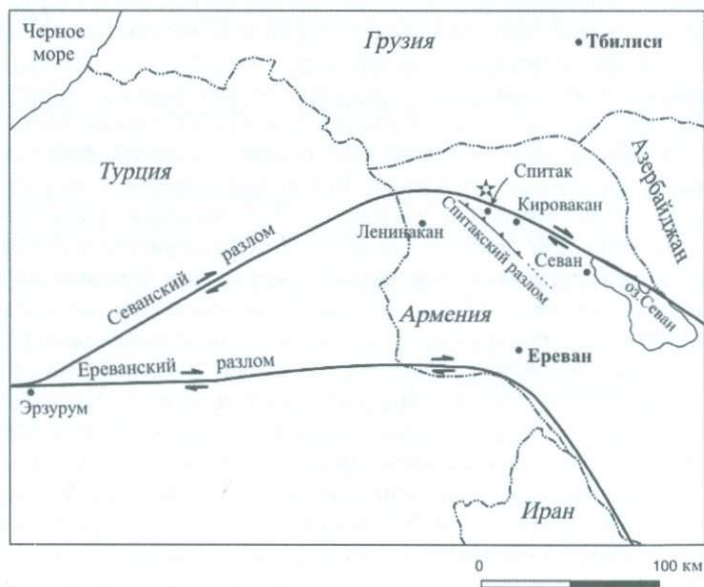 Черное
море
Грузия
Тбилиси
Турция
Азербайджан
Спитак
Кировакан
Ленинакан
Спитакский разлом
Севан
оз.Севан
Севанский разлом
Армения
Ереван
Ереванский разлом
Эрзурум
Иран
0 100 км